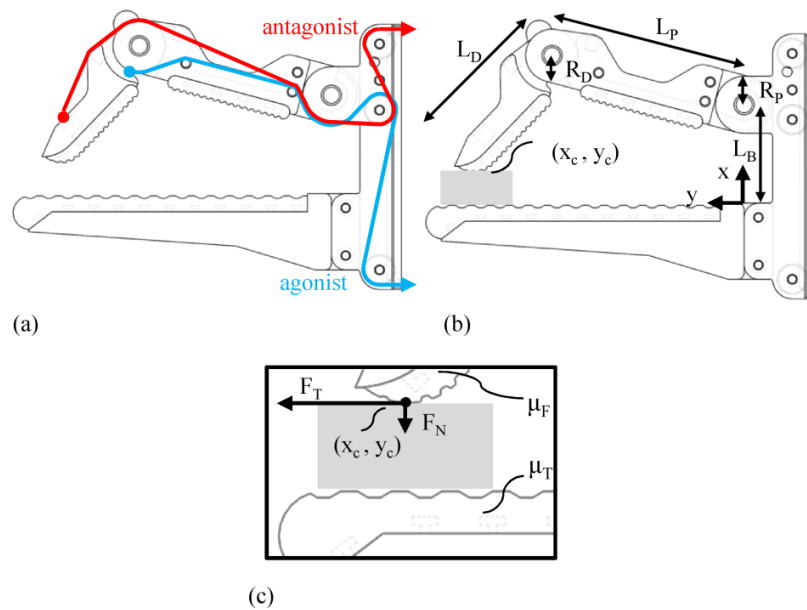 antagonist
agonist
(a)
L_D
L_P
R_D
R_P
(x_c, y_c)
L_B
x
y
(b)
F_T
F_N
(x_c, y_c)
μ_F
μ_T
(c)